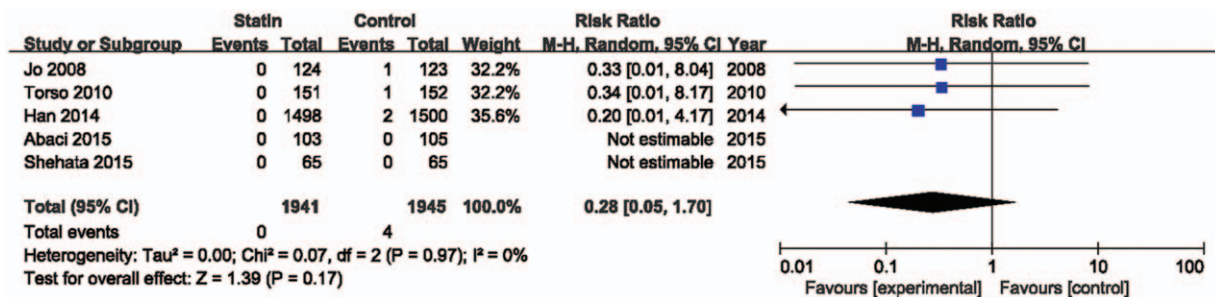 Statin Control Risk Ratio Risk Ratio
Study or Subgroup Events Total Events Total Weight M-H, Random, 95% CI Year M-H, Random, 95% CI
Jo 2008 0 124 1 123 32.2% 0.33 [0.01, 8.04] 2008
Torso 2010 0 151 1 152 32.2% 0.34 [0.01, 8.17] 2010
Han 2014 0 1498 2 1500 35.6% 0.20 [0.01, 4.17] 2014
Abaci 2015 0 103 0 105 Not estimable 2015
Shehata 2015 0 65 0 65 Not estimable 2015
Total (95% CI) 1941 1945 100.0% 0.28 [0.05, 1.70]
Total events 0 4
Heterogeneity: Tau² = 0.00; Chi² = 0.07, df = 2 (P = 0.97); I² = 0%
Test for overall effect: Z = 1.39 (P = 0.17)
0.01 0.1 1 10 100
Favours [experimental] Favours [control]